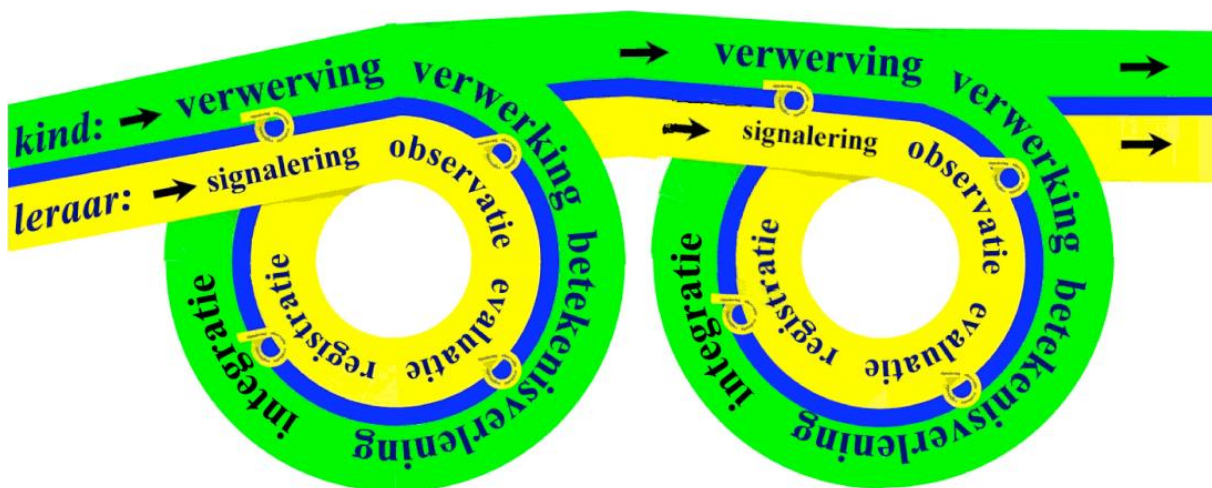 kind: → verwerving verwerking betekenisverlening integratie
leraar: → signalering observatie evaluatie registratie
→ verwerving verwerking betekenisverlening integratie →
→ signalering observatie evaluatie registratie →